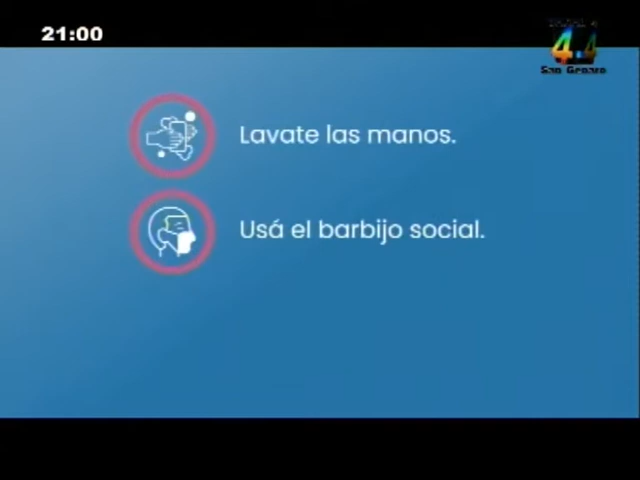 21:00
4.4
San Genaro
Lavate las manos.
Usá el barbijo social.